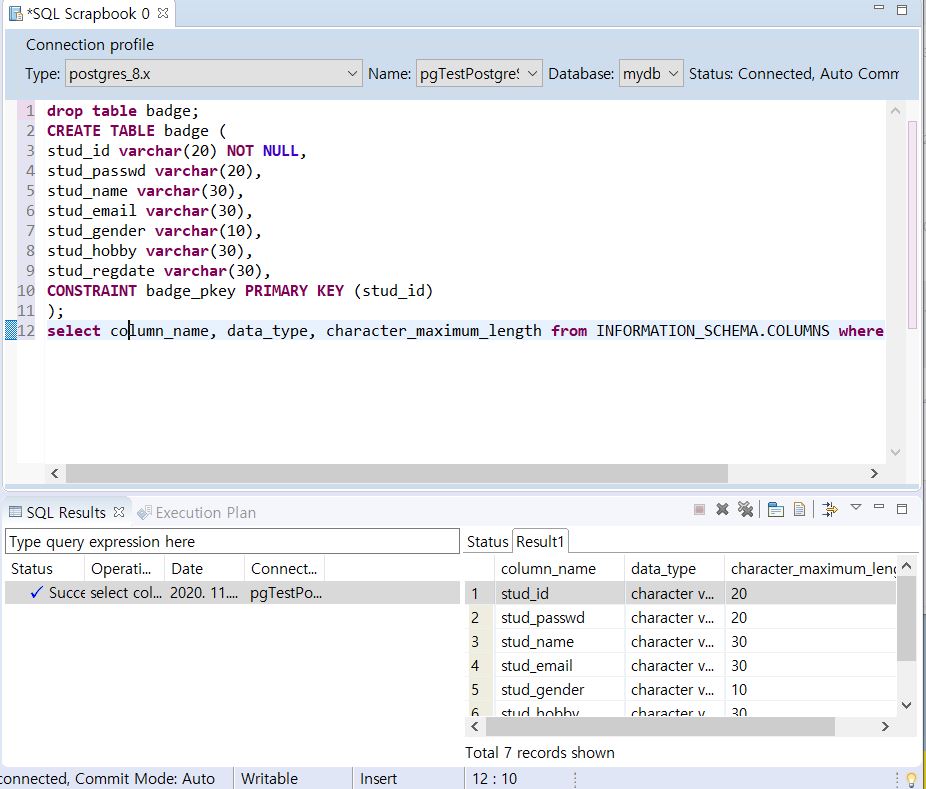 *SQL Scrapbook 0
Connection profile
Type: postgres_8.x Name: pgTestPostgreS Database: mydb Status: Connected, Auto Comm
1 drop table badge;
2 CREATE TABLE badge (
3 stud_id varchar(20) NOT NULL,
4 stud_passwd varchar(20),
5 stud_name varchar(30),
6 stud_email varchar(30),
7 stud_gender varchar(10),
8 stud_hobby varchar(30),
9 stud_regdate varchar(30),
10 CONSTRAINT badge_pkey PRIMARY KEY (stud_id)
11 );
12 select column_name, data_type, character_maximum_length from INFORMATION_SCHEMA.COLUMNS where
SQL Results Execution Plan
Type query expression here
Status Operati... Date Connect...
Succe select col... 2020. 11.... pgTestPo...
Status Result1
column_name data_type character_maximum_leng
1 stud_id character v... 20
2 stud_passwd character v... 20
3 stud_name character v... 30
4 stud_email character v... 30
5 stud_gender character v... 10
6 stud_hobby character v... 30
Total 7 records shown
connected, Commit Mode: Auto Writable Insert 12 : 10